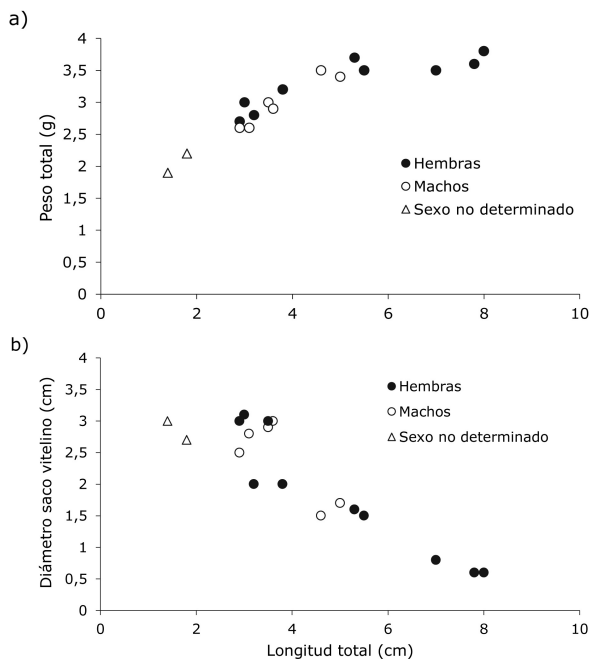 a)
4
3,5
3
2,5
2
1,5
1
0,5
0
Peso total (g)
Hembras
Machos
Sexo no determinado
0 2 4 6 8 10
b)
4
3,5
3
2,5
2
1,5
1
0,5
0
Diámetro saco vitelino (cm)
Hembras
Machos
Sexo no determinado
0 2 4 6 8 10
Longitud total (cm)